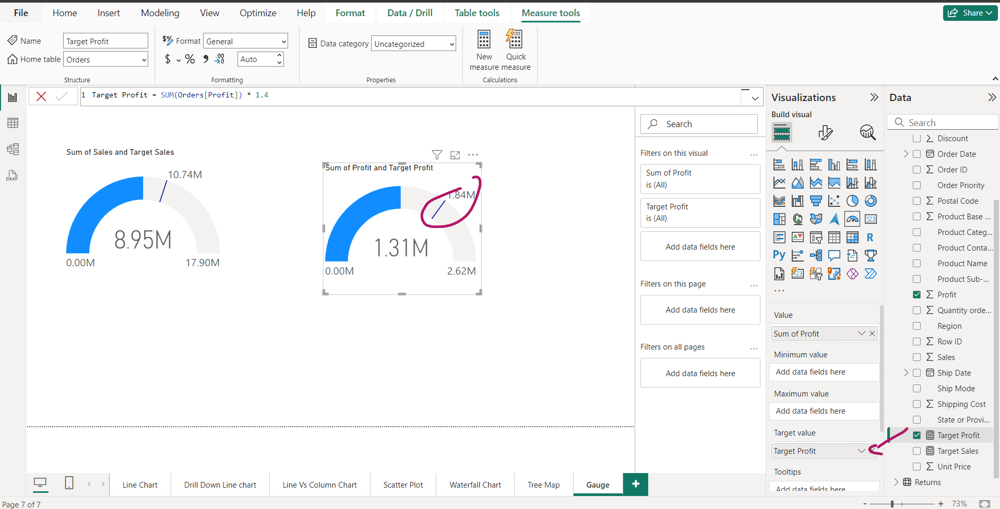 File Home Insert Modeling View Optimize Help Format Data / Drill Table tools Measure tools Share
Name Target Profit
Home table Orders
Structure
$% Format General
$ % 9 .00 Auto
Formatting
Data category Uncategorized
Properties
New measure
Quick measure
Calculations
1 Target Profit = SUM(Orders[Profit]) * 1.4
DAX
Sum of Sales and Target Sales
10.74M
8.95M
0.00M 17.90M
Sum of Profit and Target Profit
1.84M
1.31M
0.00M 2.62M
Search
Filters on this visual ...
Sum of Profit
is (All)
Target Profit
is (All)
Add data fields here
Filters on this page ...
Add data fields here
Filters on all pages ...
Add data fields here
Visualizations
Build visual
123
R
Py
123
...
Value
Sum of Profit
Minimum value
Add data fields here
Maximum value
Add data fields here
Target value
Target Profit
Tooltips
Add data fields here
Data
Search
Discount
Order Date
Order ID
Order Priority
Postal Code
Product Base ...
Product Categ...
Product Conta...
Product Name
Product Sub-...
Profit
Quantity orde...
Region
Row ID
Sales
Ship Date
Ship Mode
Shipping Cost
State or Provi...
Target Profit
Target Sales
Unit Price
Returns
Line Chart Drill Down Line chart Line Vs Column Chart Scatter Plot Waterfall Chart Tree Map Gauge +
Page 7 of 7
- + 73%